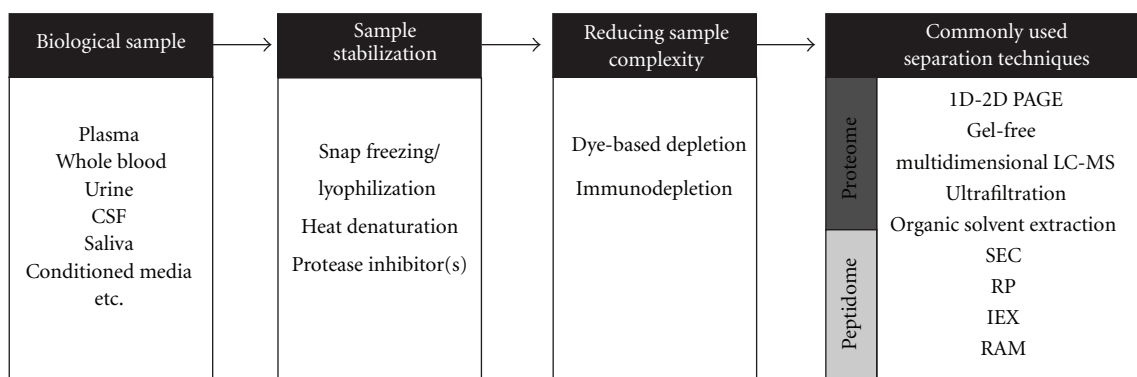 Biological sample
Plasma
Whole blood
Urine
CSF
Saliva
Conditioned media
etc.
Sample
stabilization
Snap freezing/
lyophilization
Heat denaturation
Protease inhibitor(s)
Reducing sample
complexity
Dye-based depletion
Immunodepletion
Commonly used
separation techniques
Proteome
Peptidome
1D-2D PAGE
Gel-free
multidimensional LC-MS
Ultrafiltration
Organic solvent extraction
SEC
RP
IEX
RAM